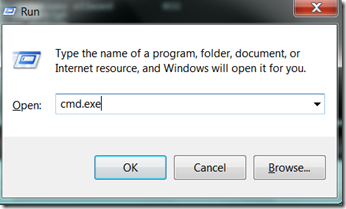 Run
Type the name of a program, folder, document, or
Internet resource, and Windows will open it for you.
Open: cmd.exe
OK Cancel Browse...